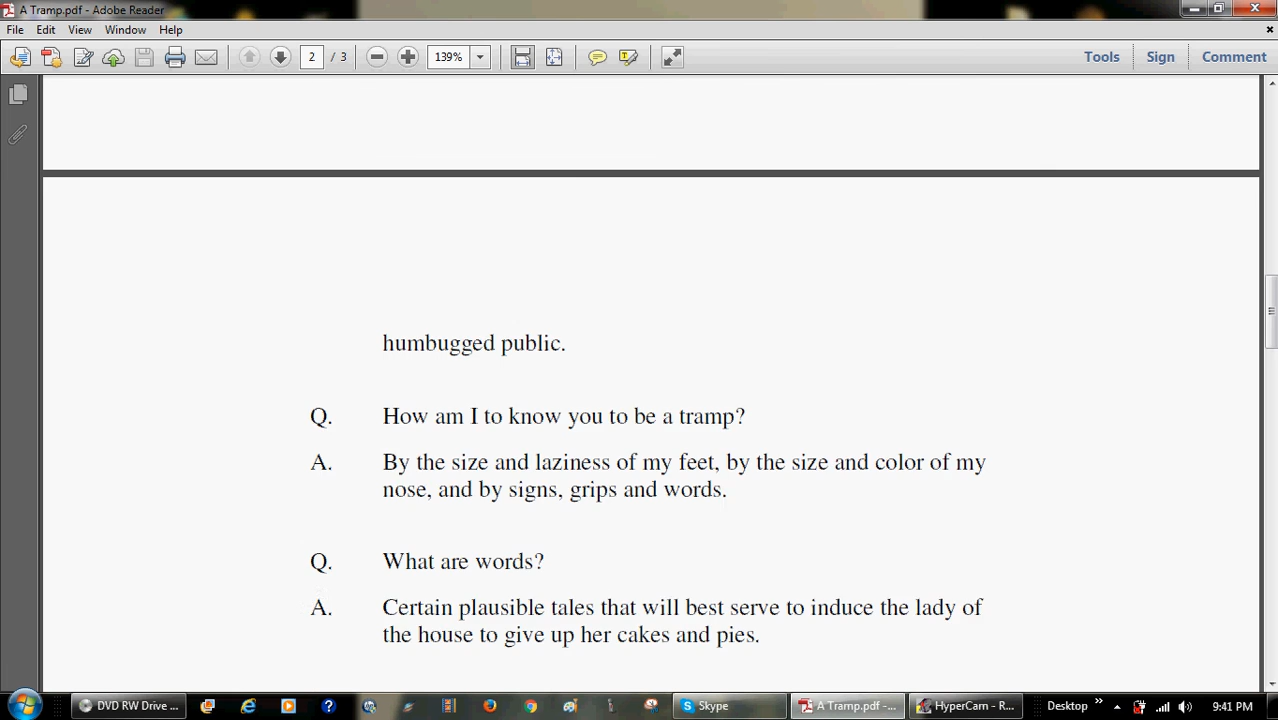 A Tramp.pdf - Adobe Reader
File Edit View Window Help
2 / 3 139% Tools Sign Comment
humbugged public.
Q. How am I to know you to be a tramp?
A. By the size and laziness of my feet, by the size and color of my
nose, and by signs, grips and words.
Q. What are words?
A. Certain plausible tales that will best serve to induce the lady of
the house to give up her cakes and pies.
DVD RW Drive ... Skype A Tramp.pdf -... HyperCam - R... Desktop 9:41 PM